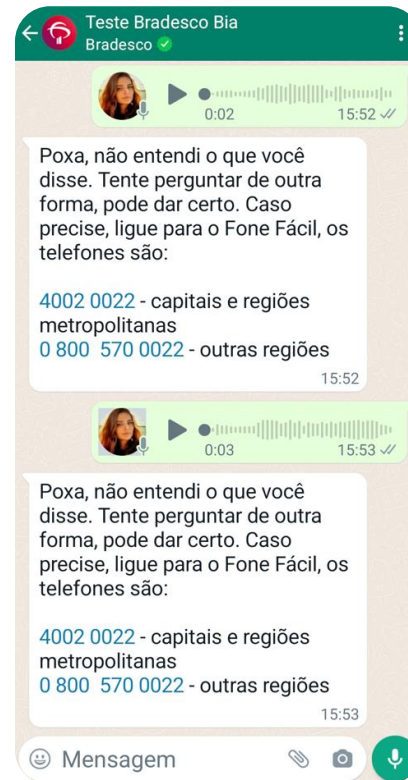 Teste Bradesco Bia
Bradesco
0:02 15:52
Poxa, não entendi o que você
disse. Tente perguntar de outra
forma, pode dar certo. Caso
precise, ligue para o Fone Fácil, os
telefones são:
4002 0022 - capitais e regiões
metropolitanas
0 800 570 0022 - outras regiões
15:52
0:03 15:53
Poxa, não entendi o que você
disse. Tente perguntar de outra
forma, pode dar certo. Caso
precise, ligue para o Fone Fácil, os
telefones são:
4002 0022 - capitais e regiões
metropolitanas
0 800 570 0022 - outras regiões
15:53
Mensagem